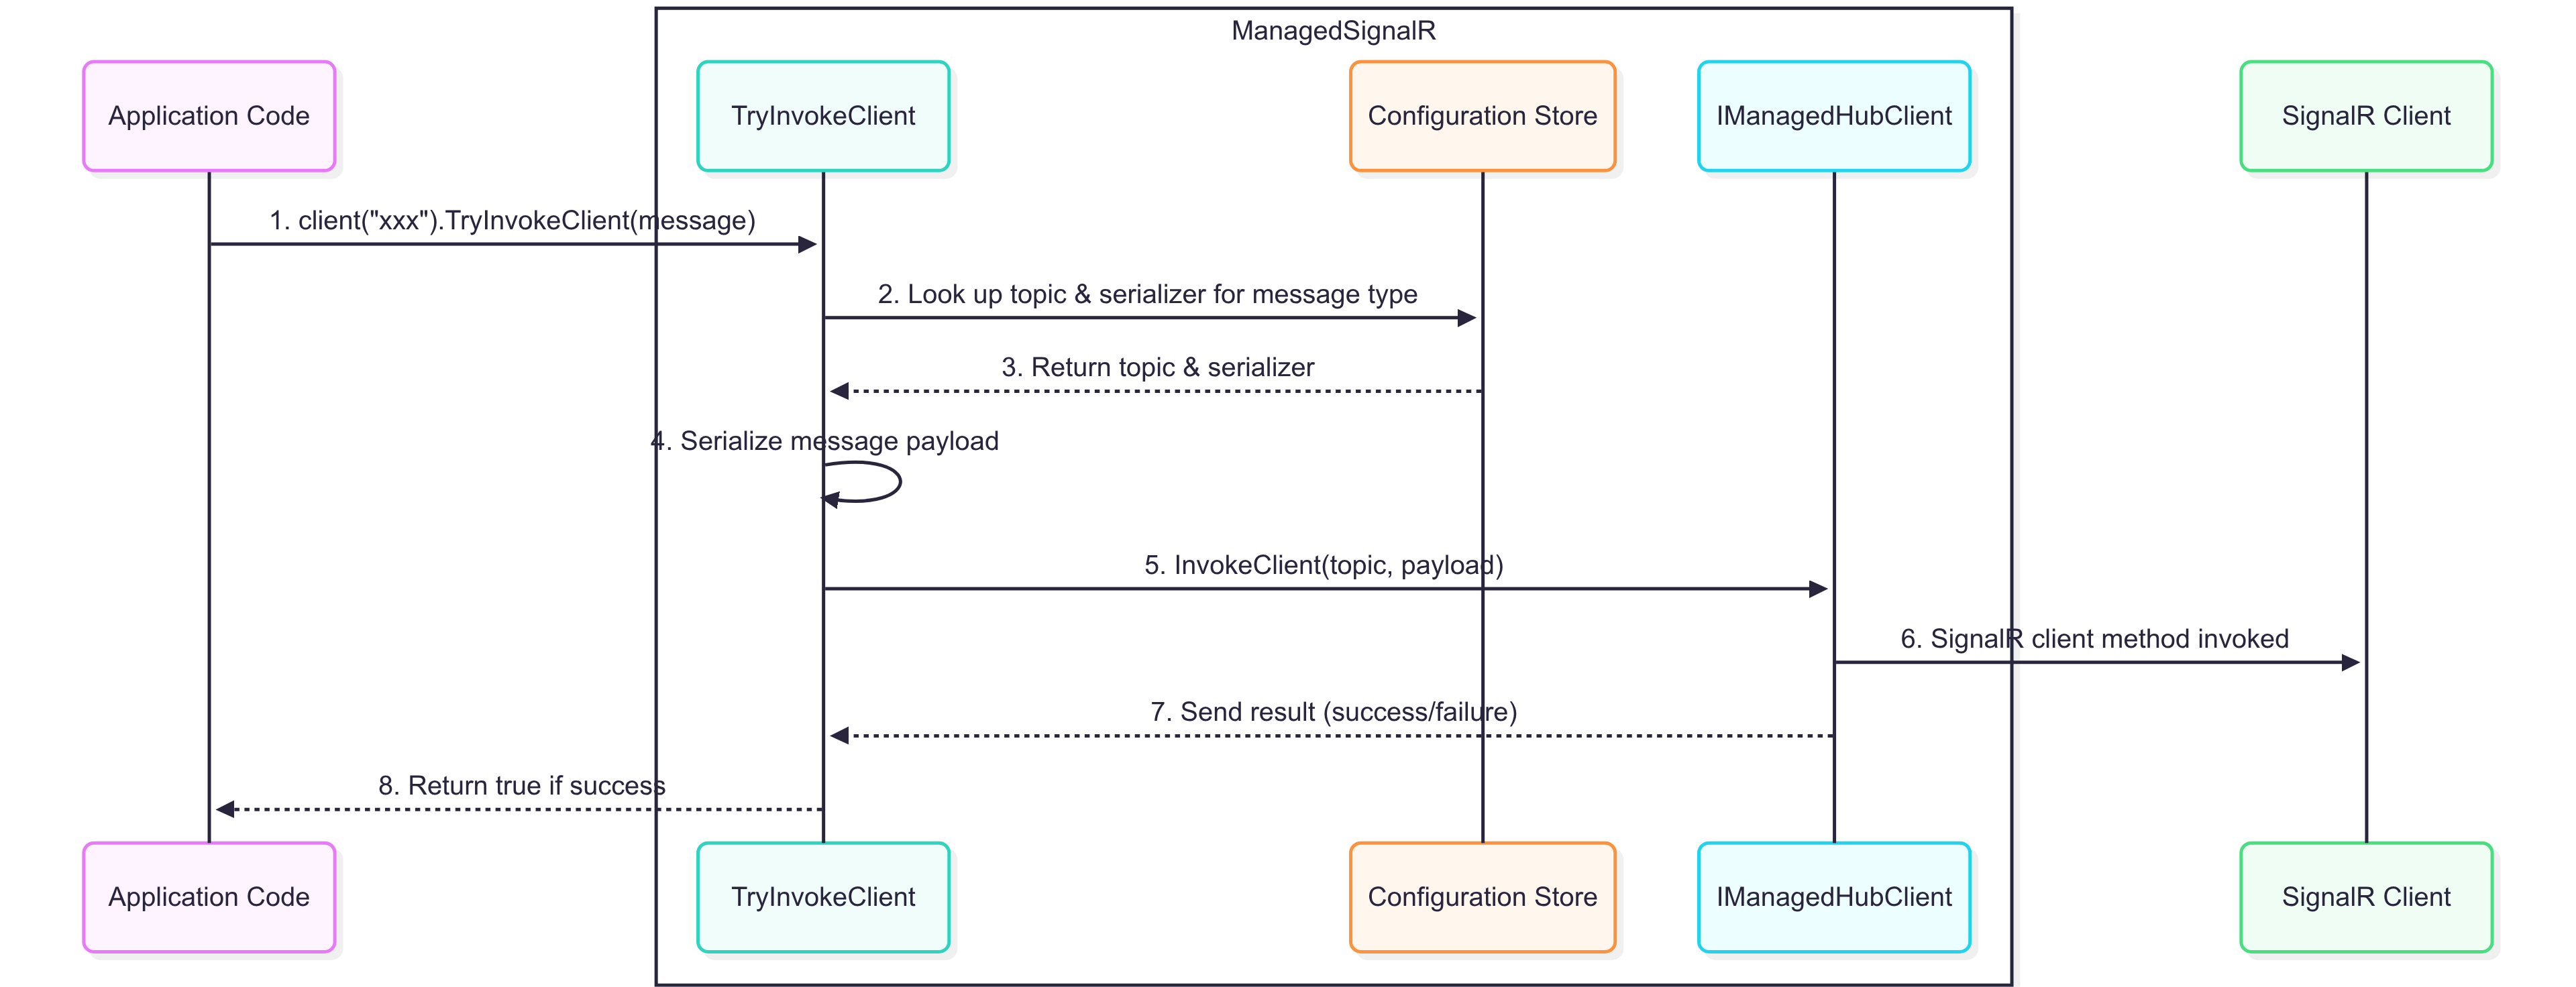 ManagedSignalR
Application Code
TryInvokeClient
Configuration Store
IManagedHubClient
SignalR Client
1. client("xxx").TryInvokeClient(message)
2. Look up topic & serializer for message type
3. Return topic & serializer
4. Serialize message payload
5. InvokeClient(topic, payload)
6. SignalR client method invoked
7. Send result (success/failure)
8. Return true if success
Application Code
TryInvokeClient
Configuration Store
IManagedHubClient
SignalR Client